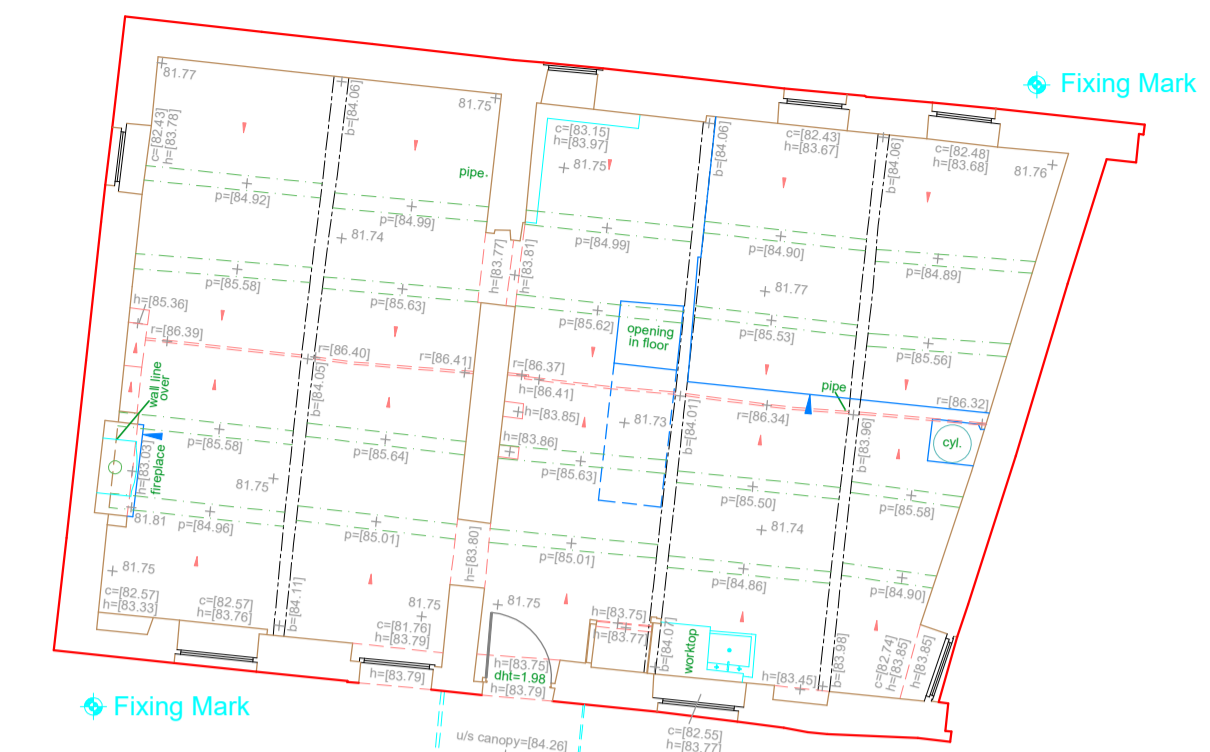 81.77
c=[82.43]
h=[83.78]
b=[84.06]
81.75
Fixing Mark
c=[83.15]
h=[83.97]
81.75
b=[84.06]
c=[82.43]
h=[83.67]
b=[84.06]
c=[82.48]
h=[83.68]
81.76
pipe
p=[84.92]
p=[84.99]
81.74
h=[83.77]
h=[83.81]
p=[84.99]
p=[84.90]
p=[84.89]
p=[85.58]
p=[85.63]
81.77
h=[85.36]
r=[86.39]
r=[86.40]
r=[86.41]
p=[85.62]
opening
in floor
p=[85.53]
p=[85.56]
b=[84.05]
wall line
over
r=[86.37]
h=[86.41]
h=[83.85]
81.73
b=[84.01]
pipe
r=[86.34]
r=[86.32]
b=[83.96]
cyl.
h=[83.03]
fireplace
p=[85.58]
p=[85.64]
h=[83.86]
p=[85.63]
81.75
p=[85.50]
p=[85.58]
81.81
p=[84.96]
p=[85.01]
h=[83.80]
p=[85.01]
81.74
81.75
c=[82.57]
h=[83.33]
c=[82.57]
h=[83.76]
b=[84.11]
81.75
c=[81.76]
h=[83.79]
81.75
p=[84.86]
p=[84.90]
h=[83.75]
h=[83.77]
b=[84.07]
worktop
b=[83.98]
c=[82.74]
h=[83.85]
h=[83.85]
h=[83.79]
h=[83.75]
dht=1.98
h=[83.79]
h=[83.45]
Fixing Mark
u/s canopy=[84.26]
c=[82.55]
h=[83.77]